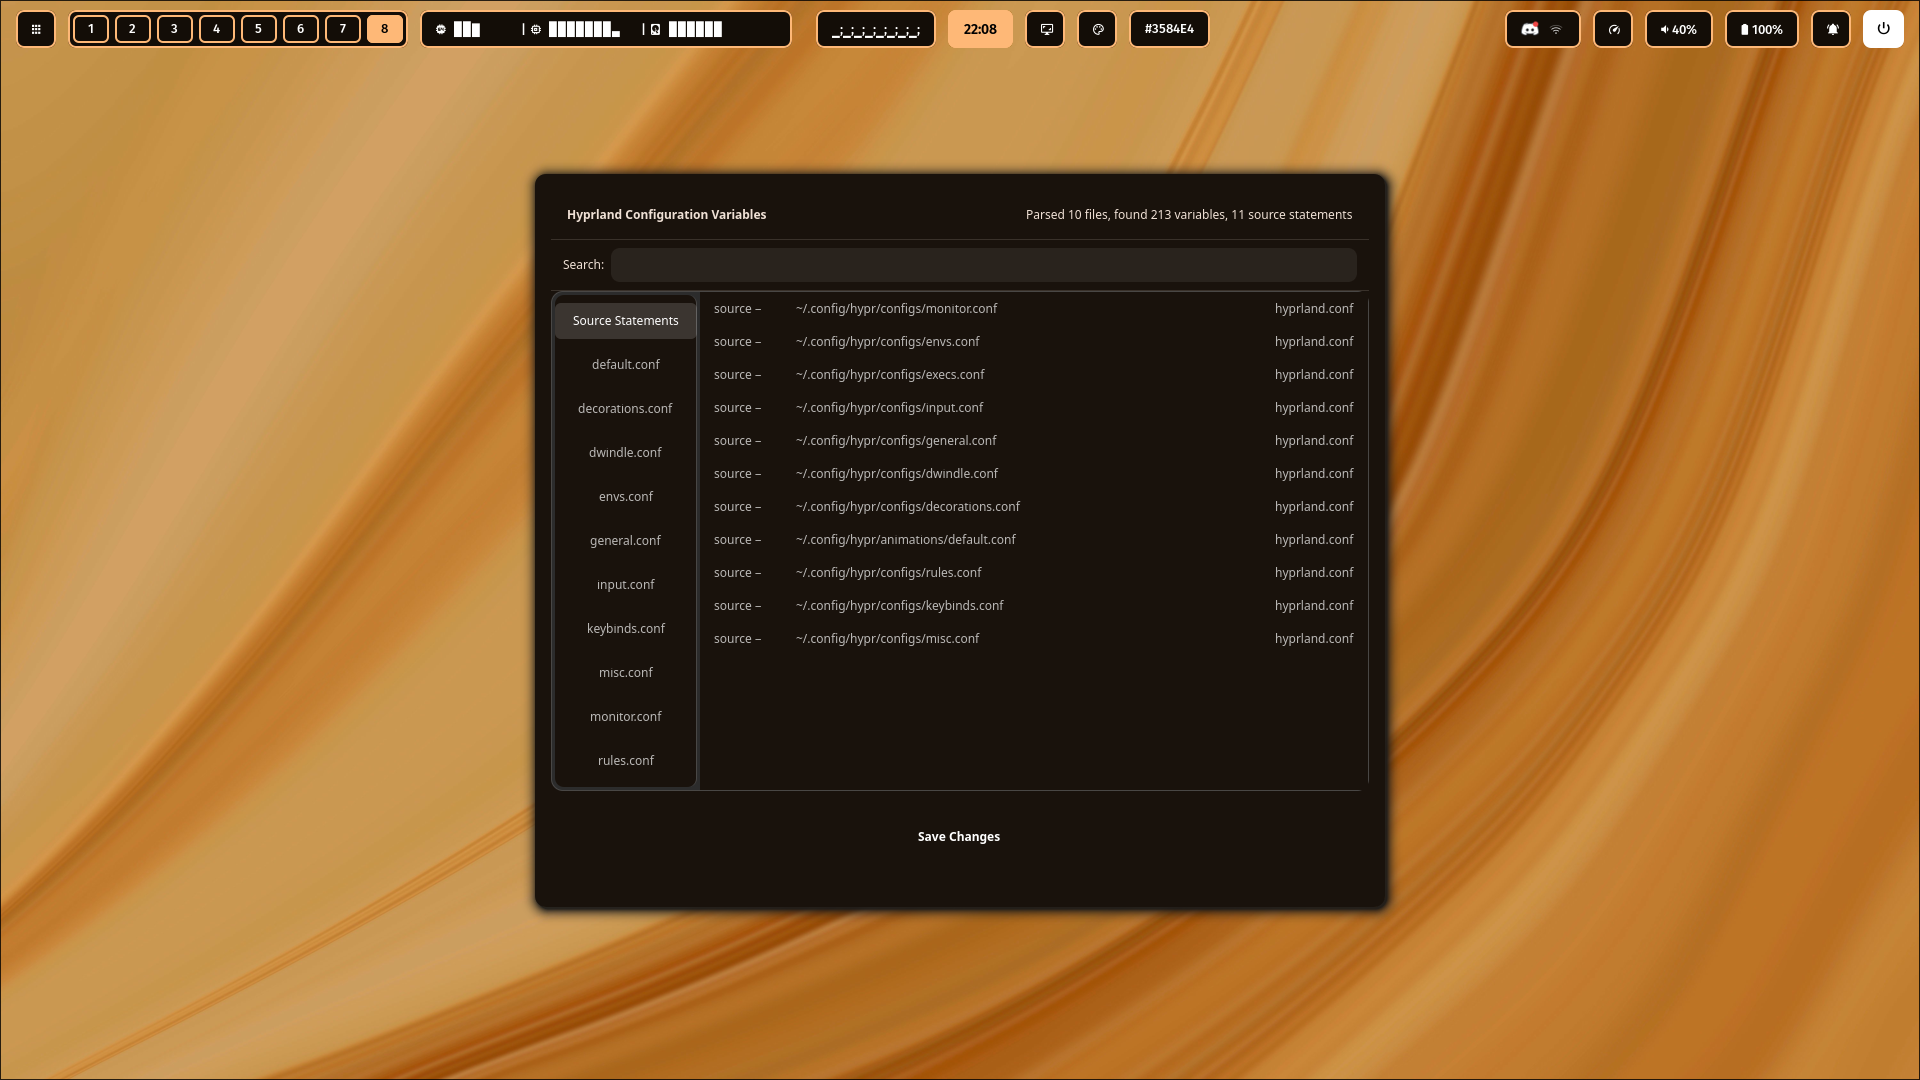 1 2 3 4 5 6 7 8
22:08
#3584E4
40%
100%
Hyprland Configuration Variables
Parsed 10 files, found 213 variables, 11 source statements
Search:
Source Statements
default.conf
decorations.conf
dwindle.conf
envs.conf
general.conf
input.conf
keybinds.conf
misc.conf
monitor.conf
rules.conf
source – ~/.config/hypr/configs/monitor.conf hyprland.conf
source – ~/.config/hypr/configs/envs.conf hyprland.conf
source – ~/.config/hypr/configs/execs.conf hyprland.conf
source – ~/.config/hypr/configs/input.conf hyprland.conf
source – ~/.config/hypr/configs/general.conf hyprland.conf
source – ~/.config/hypr/configs/dwindle.conf hyprland.conf
source – ~/.config/hypr/configs/decorations.conf hyprland.conf
source – ~/.config/hypr/animations/default.conf hyprland.conf
source – ~/.config/hypr/configs/rules.conf hyprland.conf
source – ~/.config/hypr/configs/keybinds.conf hyprland.conf
source – ~/.config/hypr/configs/misc.conf hyprland.conf
Save Changes